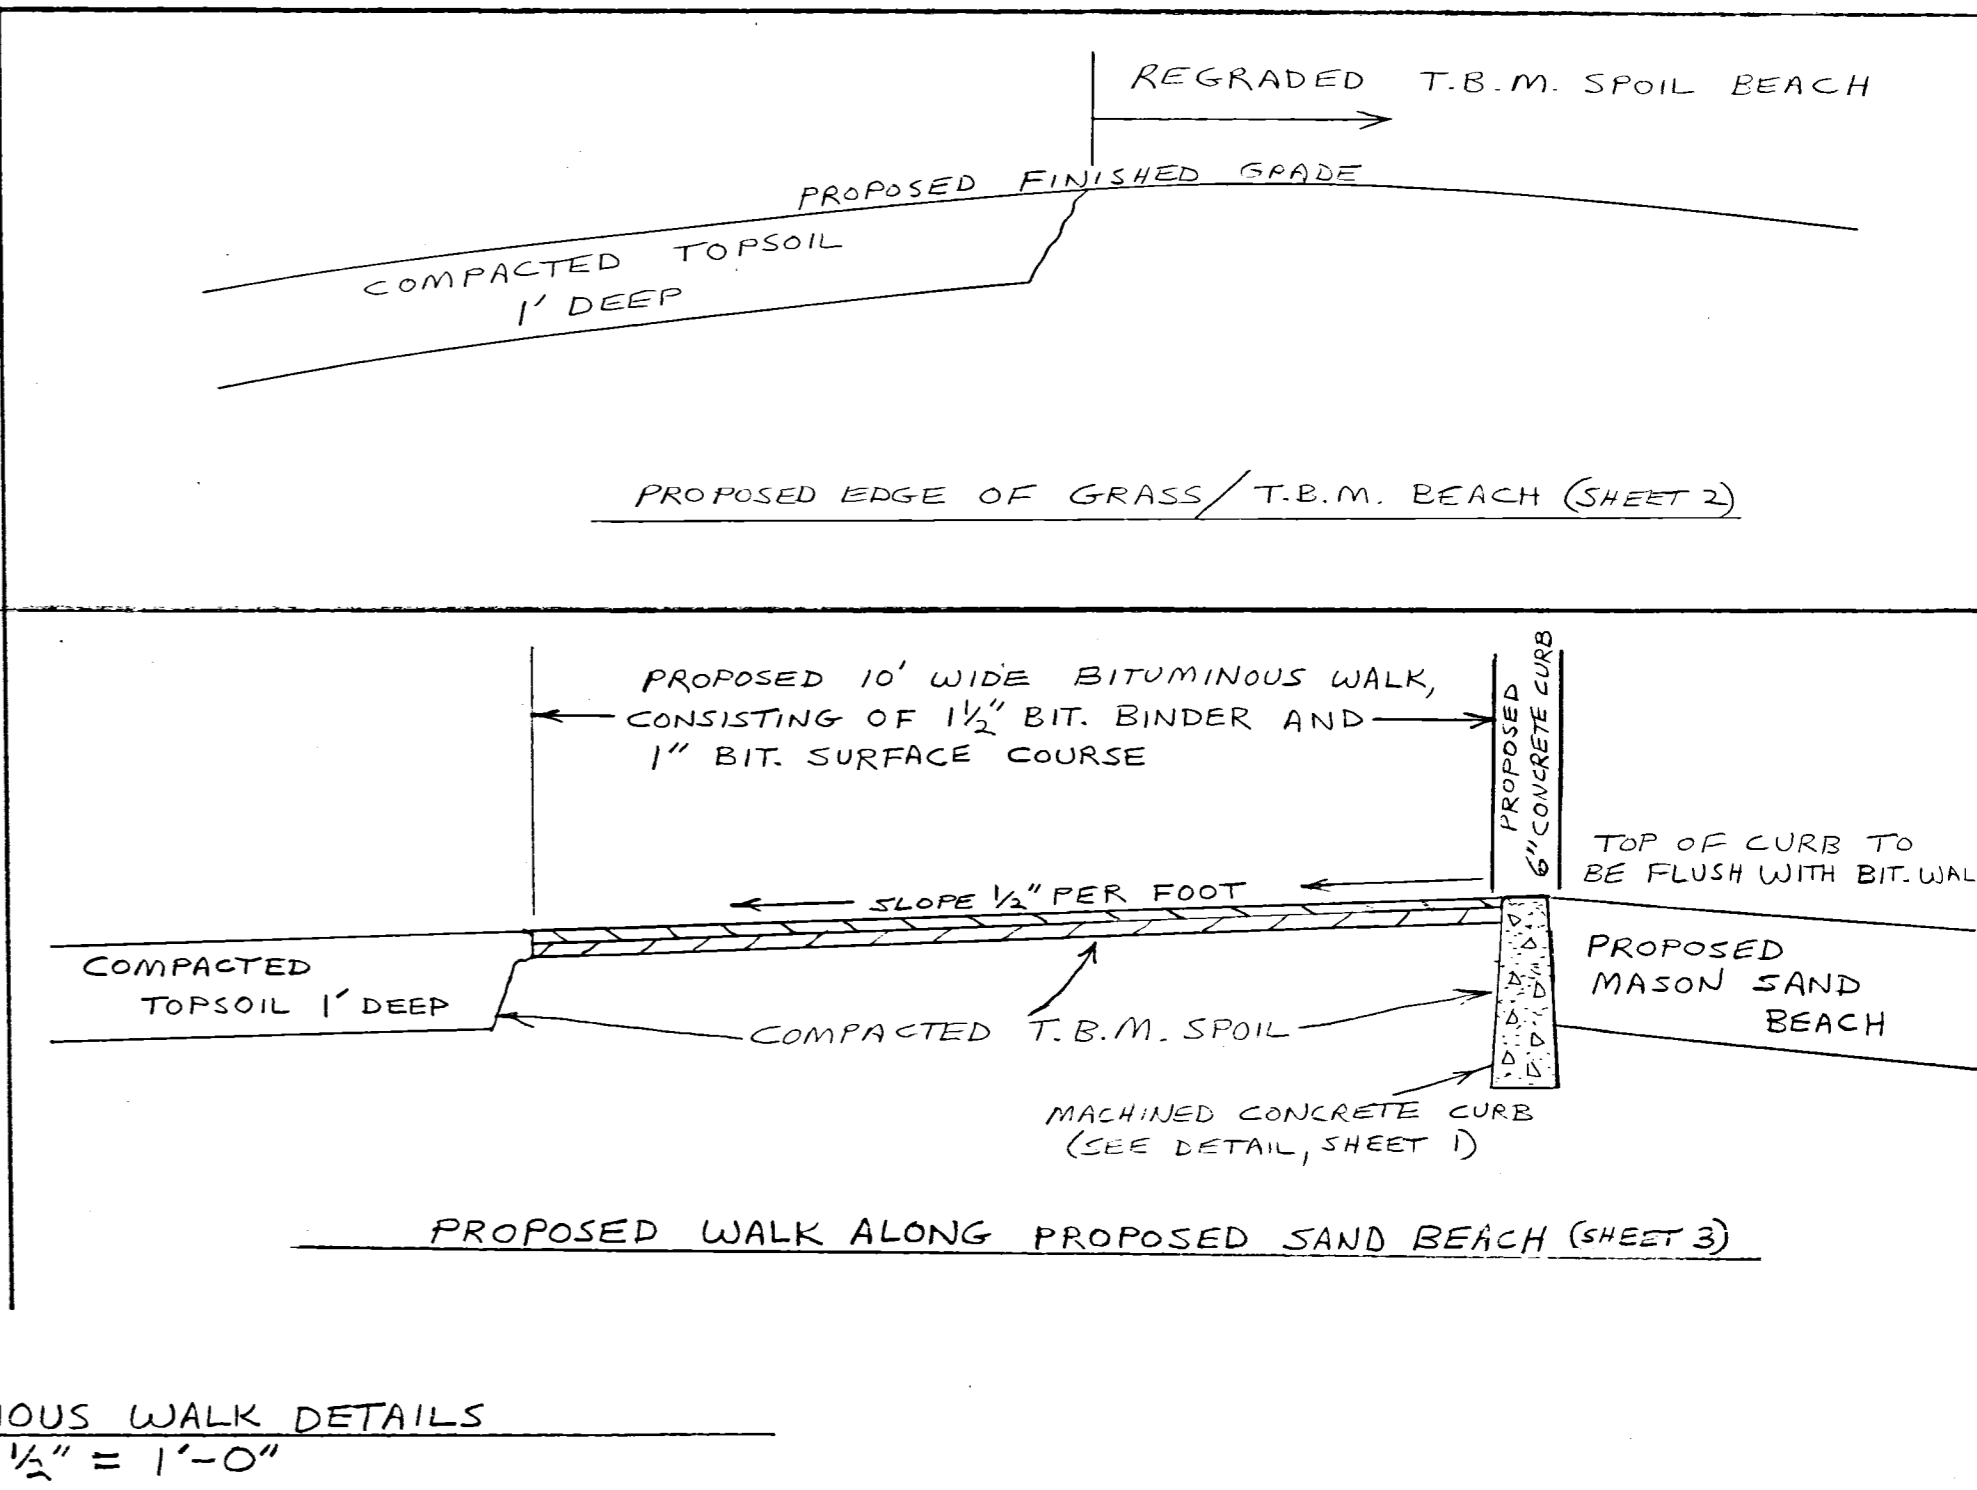 REGRADED T.B.M. SPOIL BEACH
PROPOSED FINISHED GRADE
COMPACTED TOPSOIL
1' DEEP
PROPOSED EDGE OF GRASS/T.B.M. BEACH (SHEET 2)
PROPOSED 10' WIDE BITUMINOUS WALK,
CONSISTING OF 1½" BIT. BINDER AND
1" BIT. SURFACE COURSE
PROPOSED
6" CONCRETE CURB
TOP OF CURB TO
BE FLUSH WITH BIT. WAL
SLOPE ½" PER FOOT
COMPACTED
TOPSOIL 1' DEEP
PROPOSED
MASON SAND
BEACH
COMPACTED T.B.M. SPOIL
MACHINED CONCRETE CURB
(SEE DETAIL, SHEET 1)
PROPOSED WALK ALONG PROPOSED SAND BEACH (SHEET 3)
IOUS WALK DETAILS
½" = 1'-0"